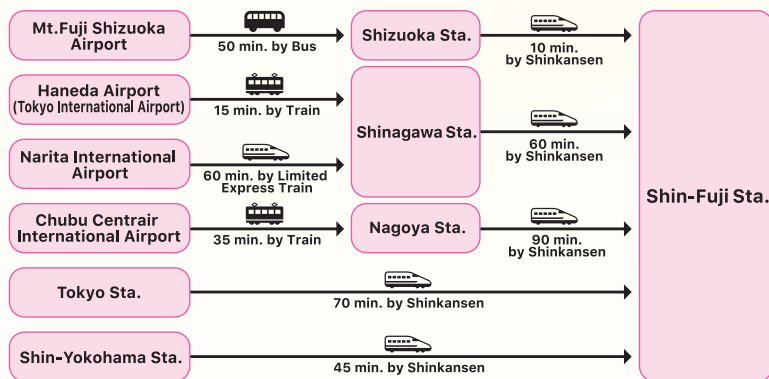 Mt.Fuji Shizuoka
Airport
50 min. by Bus
Shizuoka Sta.
10 min.
by Shinkansen
Haneda Airport
(Tokyo International Airport)
15 min. by Train
Shinagawa Sta.
60 min.
by Shinkansen
Narita International
Airport
60 min. by Limited
Express Train
Chubu Centrair
International Airport
35 min. by Train
Nagoya Sta.
90 min.
by Shinkansen
Shin-Fuji Sta.
Tokyo Sta.
70 min. by Shinkansen
Shin-Yokohama Sta.
45 min. by Shinkansen